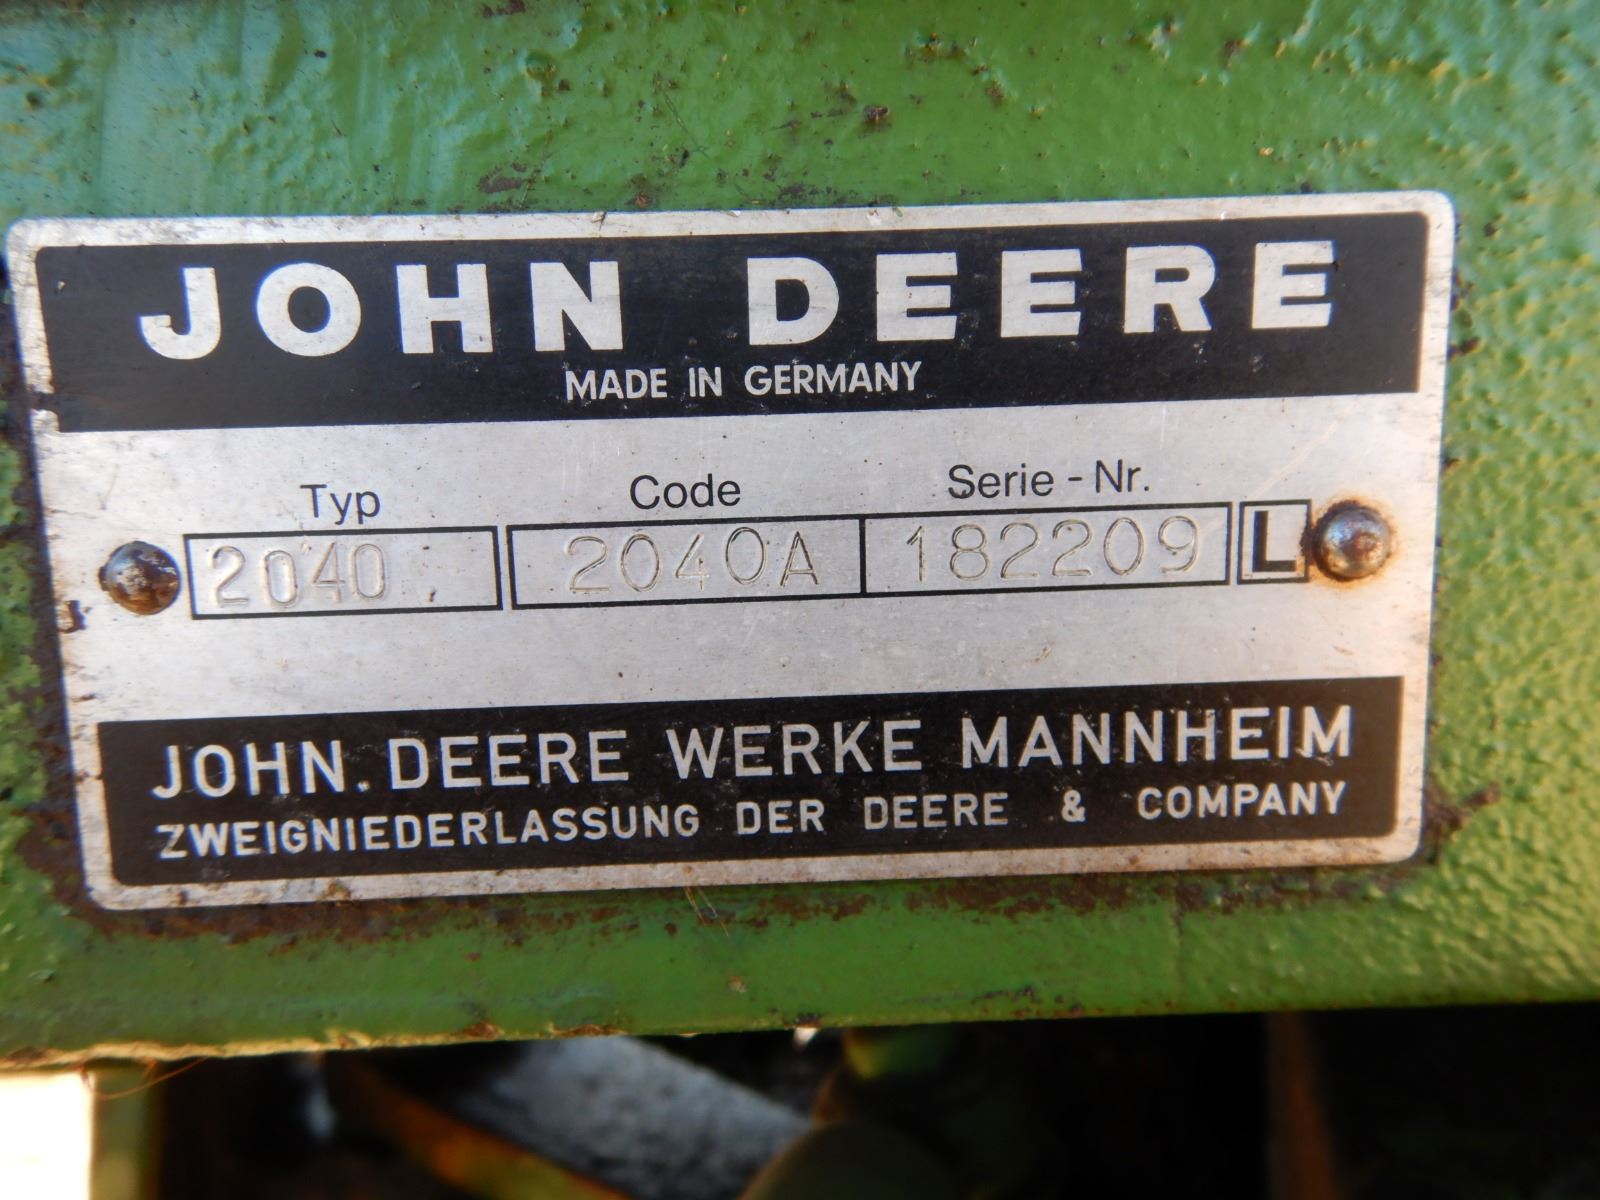 JOHN DEERE
MADE IN GERMANY
Typ Code Serie - Nr.
2040 2040A 182209 L
JOHN. DEERE WERKE MANNHEIM
ZWEIGNIEDERLASSUNG DER DEERE & COMPANY